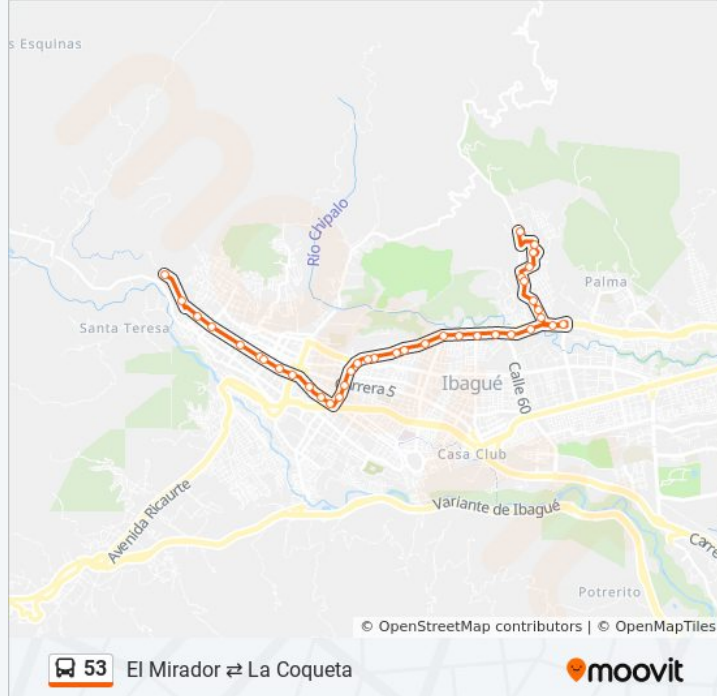 s Esquinas
Río Chipalo
Palma
Santa Teresa
rrera 5
Ibagué
Calle 60
Casa Club
Avenida Ricaurte
Variante de Ibagué
Carre
Potrerito
© OpenStreetMap contributors | © OpenMapTiles
53 El Mirador ⇄ La Coqueta
moovit